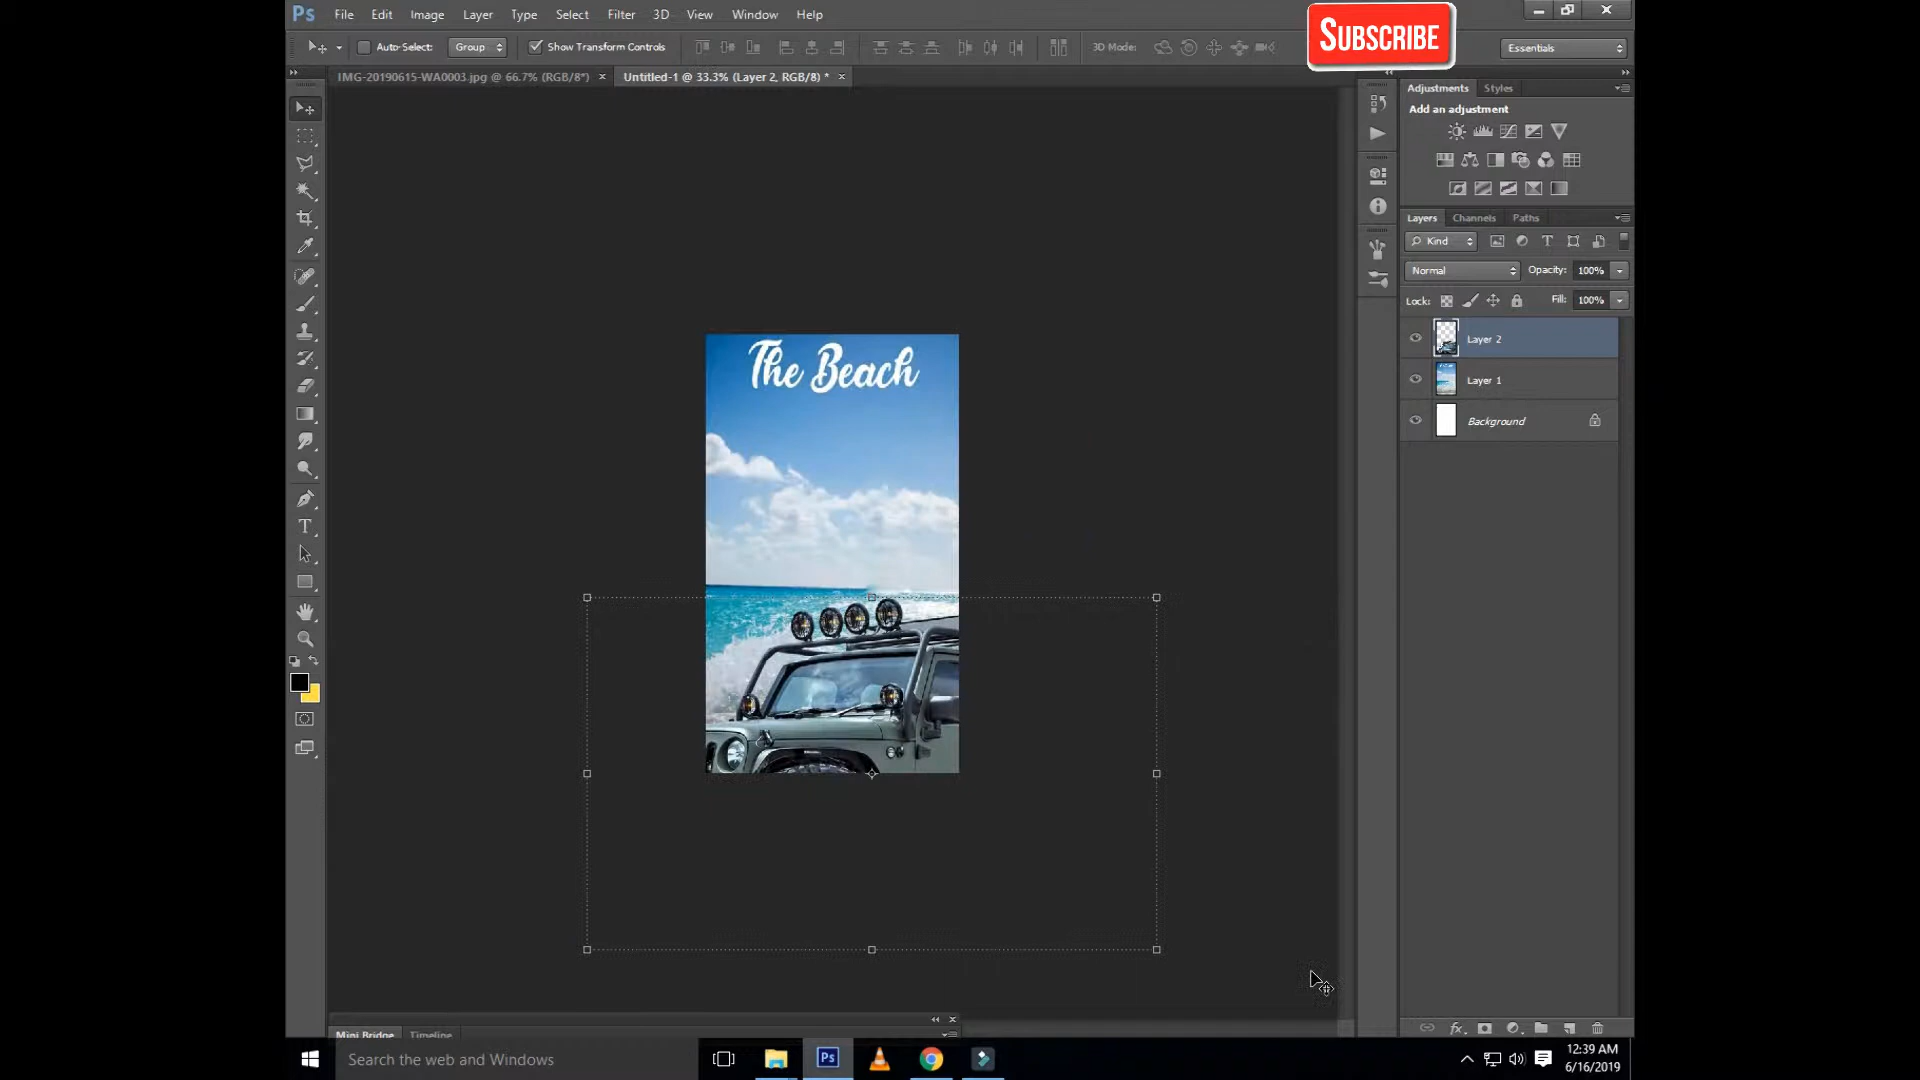 Ps File Edit Image Layer Type Select Filter 3D View Window Help
SUBSCRIBE
Auto-Select: Group Show Transform Controls 3D Mode: Essentials
IMG-20190615-WA0003.jpg @ 66.7% (RGB/8*) × Untitled-1 @ 33.3% (Layer 2, RGB/8) * ×
Adjustments Styles
Add an adjustment
Layers Channels Paths
Kind
Normal Opacity: 100%
Lock: Fill: 100%
Layer 2
Layer 1
Background
The Beach
Mini Bridge Timeline
Search the web and Windows
Ps
12:39 AM
6/16/2019